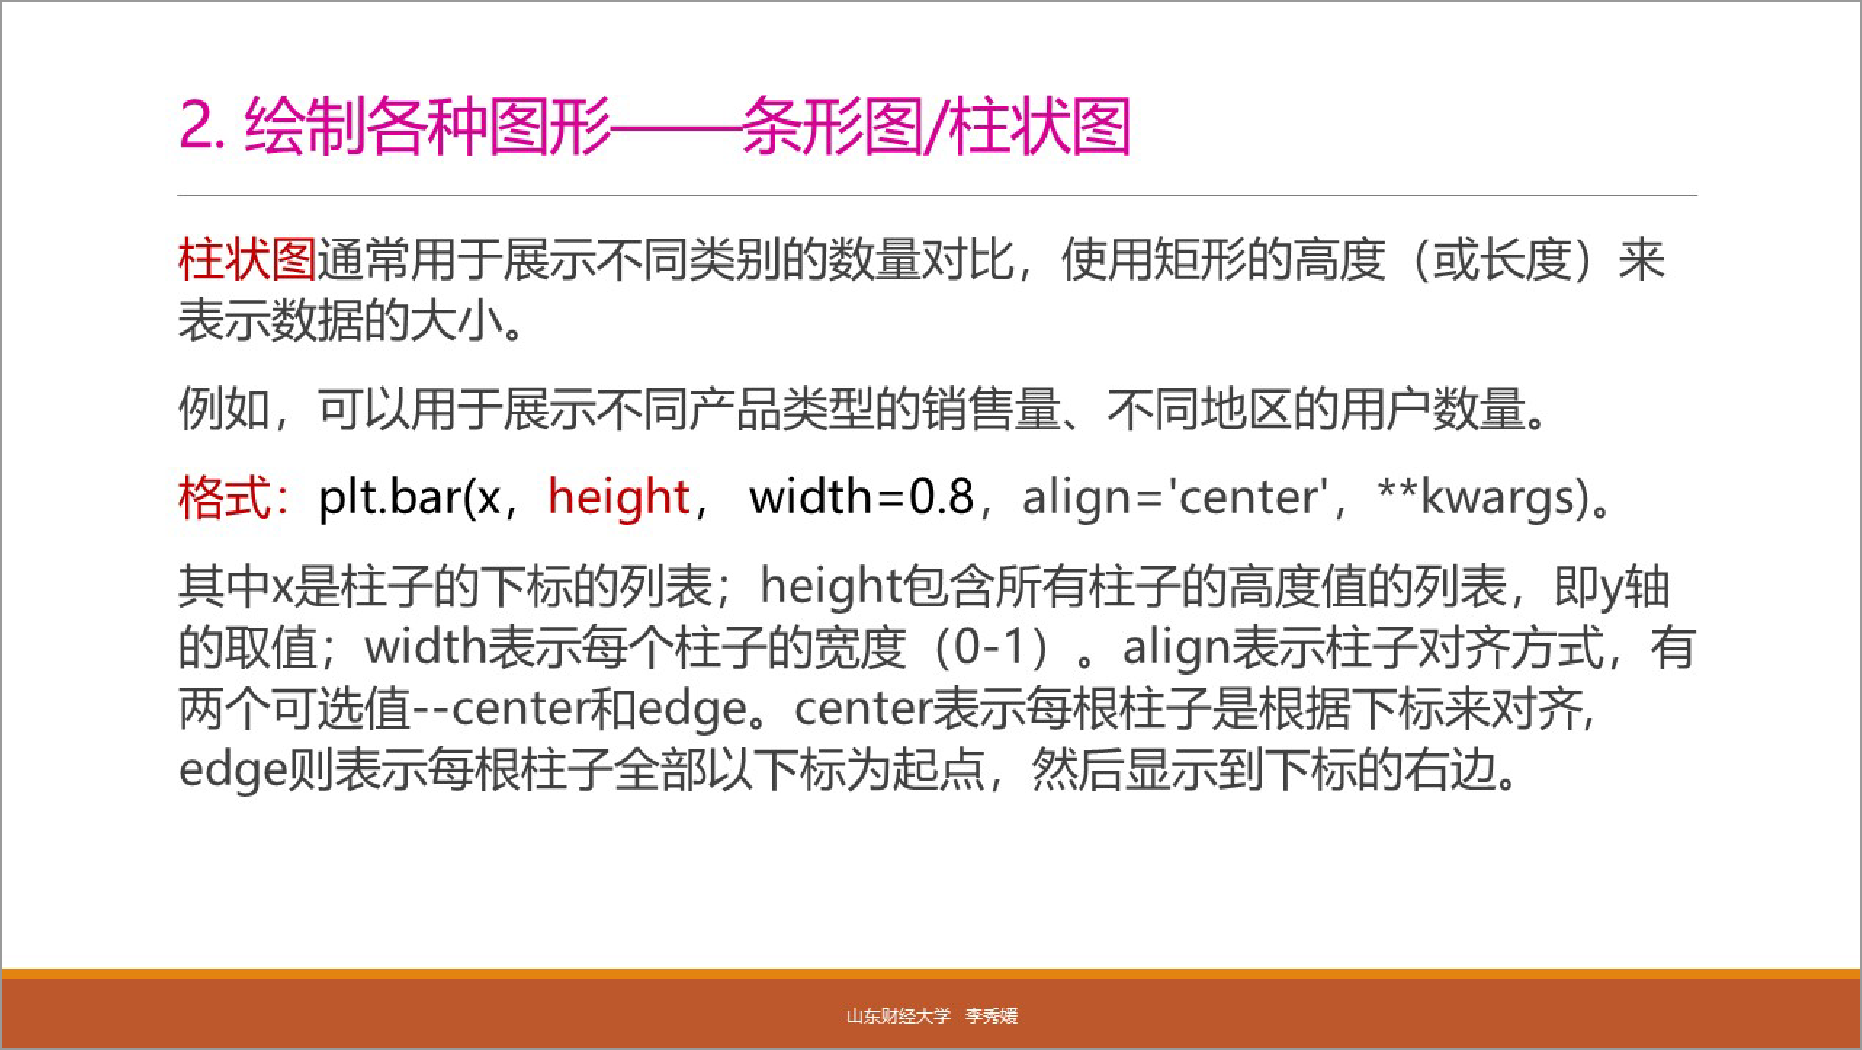 2. 绘制各种图形——条形图/柱状图
柱状图通常用于展示不同类别的数量对比，使用矩形的高度（或长度）来
表示数据的大小。
例如，可以用于展示不同产品类型的销售量、不同地区的用户数量。
格式：plt.bar(x，height， width=0.8，align='center'，**kwargs)。
其中x是柱子的下标的列表；height包含所有柱子的高度值的列表，即y轴
的取值；width表示每个柱子的宽度（0-1）。align表示柱子对齐方式，有
两个可选值--center和edge。center表示每根柱子是根据下标来对齐,
edge则表示每根柱子全部以下标为起点，然后显示到下标的右边。
山东财经大学 李秀媛